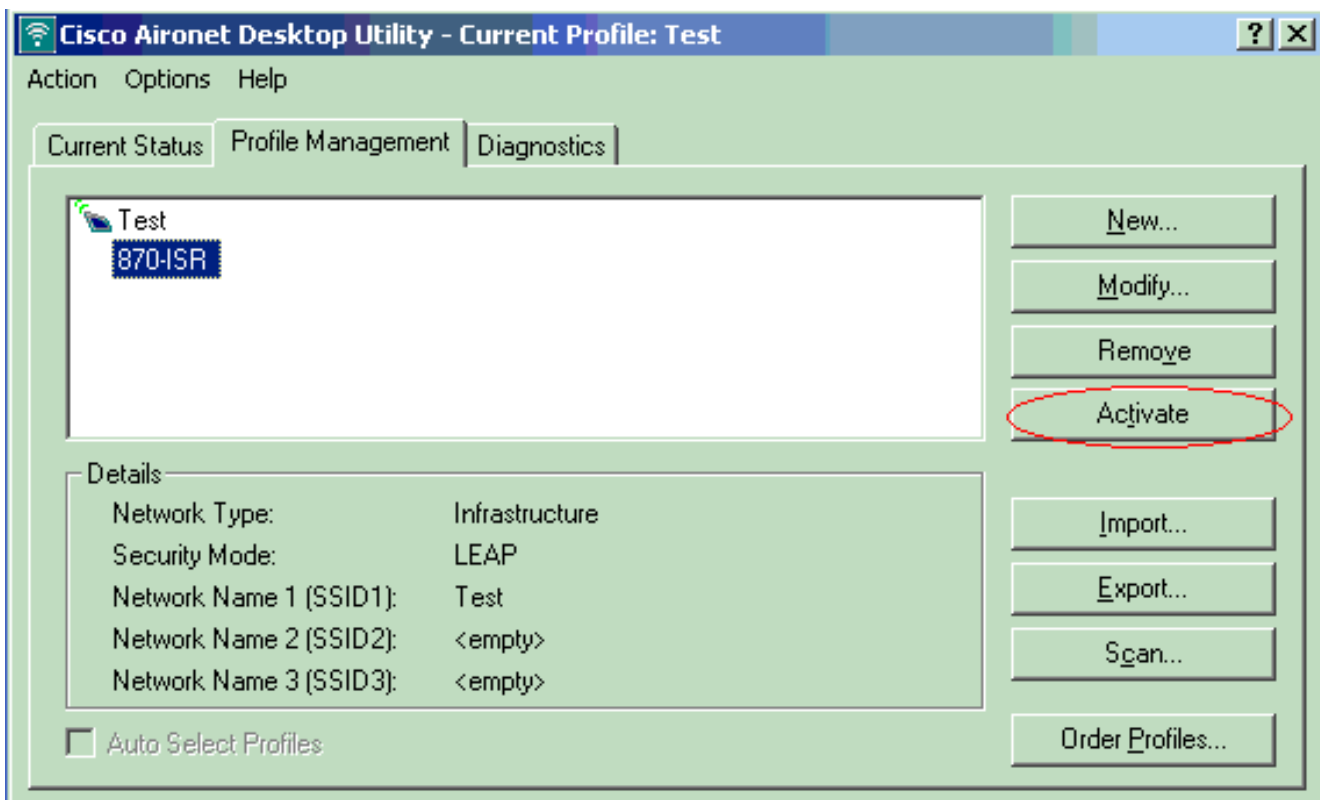 Cisco Aironet Desktop Utility - Current Profile: Test
Action Options Help
Current Status Profile Management Diagnostics
Test
870-ISR
New...
Modify...
Remove
Activate
Details
Network Type: Infrastructure
Security Mode: LEAP
Network Name 1 (SSID1): Test
Network Name 2 (SSID2): <empty>
Network Name 3 (SSID3): <empty>
Import...
Export...
Scan...
Auto Select Profiles
Order Profiles...